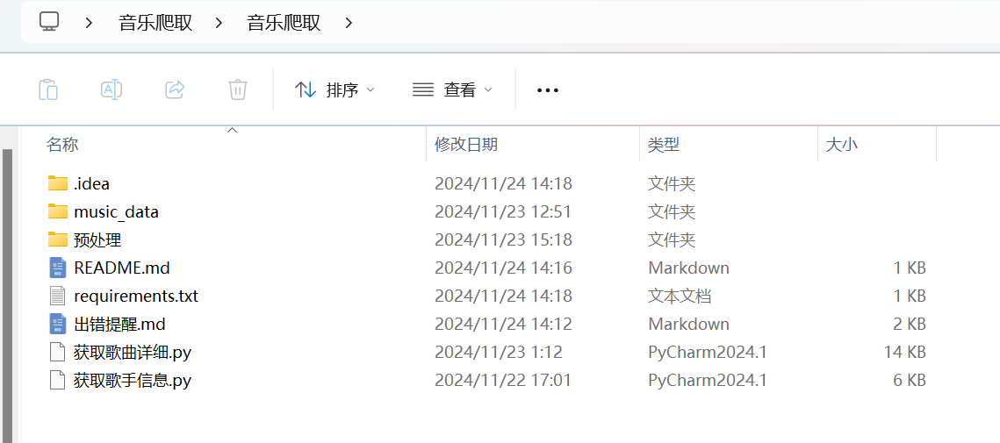 音乐爬取 > 音乐爬取 >
排序 查看
名称 修改日期 类型 大小
.idea 2024/11/24 14:18 文件夹
music_data 2024/11/23 12:51 文件夹
预处理 2024/11/23 15:18 文件夹
README.md 2024/11/24 14:16 Markdown 1 KB
requirements.txt 2024/11/24 14:18 文本文档 1 KB
出错提醒.md 2024/11/24 14:12 Markdown 2 KB
获取歌曲详细.py 2024/11/23 1:12 PyCharm2024.1 14 KB
获取歌手信息.py 2024/11/22 17:01 PyCharm2024.1 6 KB